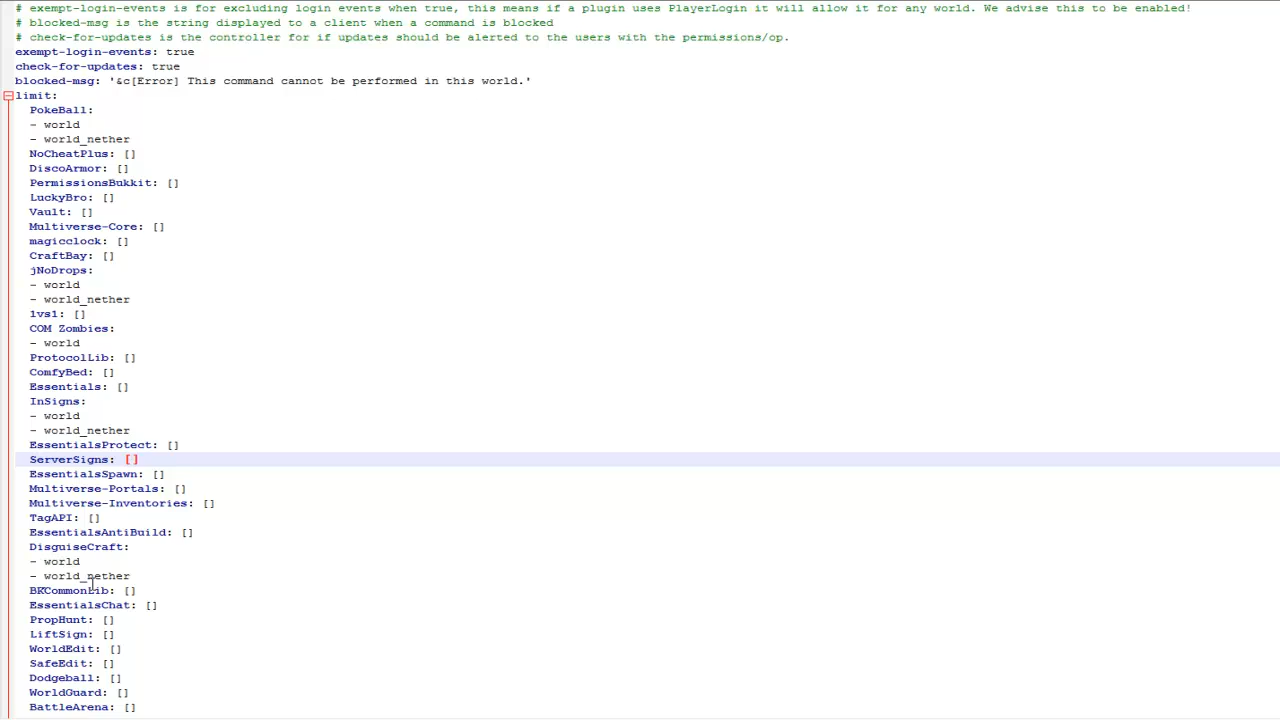 # exempt-login-events is for excluding login events when true, this means if a plugin uses PlayerLogin it will allow it for any world. We advise this to be enabled!
# blocked-msg is the string displayed to a client when a command is blocked
# check-for-updates is the controller for if updates should be alerted to the users with the permissions/op.
exempt-login-events: true
check-for-updates: true
blocked-msg: '&c[Error] This command cannot be performed in this world.'
limit:
PokeBall:
- world
- world_nether
NoCheatPlus: []
DiscoArmor: []
PermissionsBukkit: []
LuckyBro: []
Vault: []
Multiverse-Core: []
magicclock: []
CraftBay: []
jNoDrops:
- world
- world_nether
1vs1: []
COM Zombies:
- world
ProtocolLib: []
ComfyBed: []
Essentials: []
InSigns:
- world
- world_nether
EssentialsProtect: []
ServerSigns: []
EssentialsSpawn: []
Multiverse-Portals: []
Multiverse-Inventories: []
TagAPI: []
EssentialsAntiBuild: []
DisguiseCraft:
- world
- world_nether
BKCommonLib: []
EssentialsChat: []
PropHunt: []
LiftSign: []
WorldEdit: []
SafeEdit: []
Dodgeball: []
WorldGuard: []
BattleArena: []